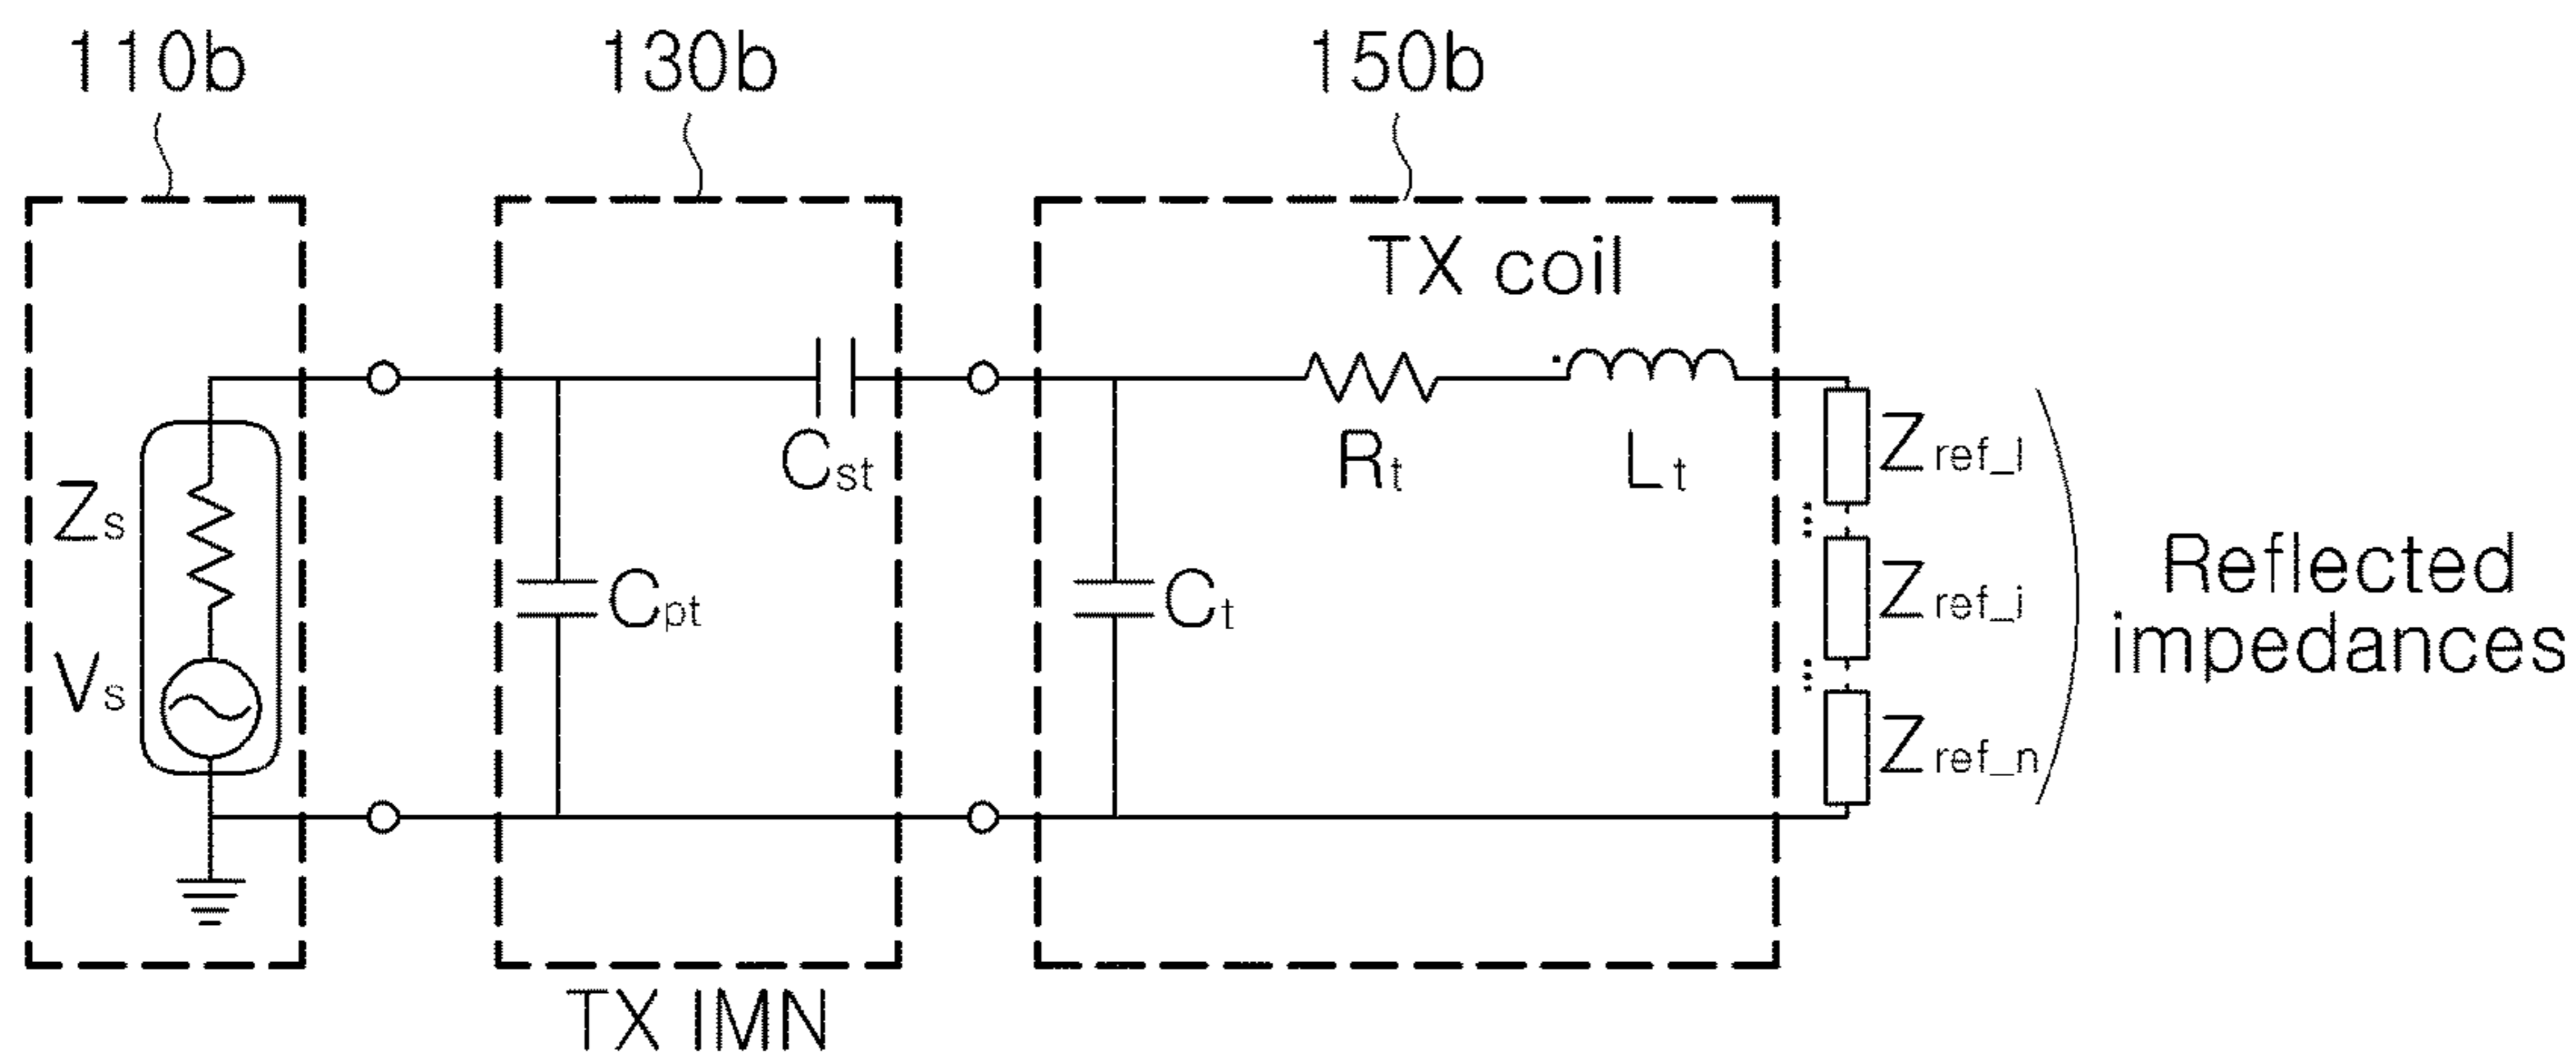 110b 130b 150b
TX coil
Cst Rt Lt Zref_l
Zs
Cpt Ct Zref_i Reflected
impedances
Vs
Zref_n
TX IMN